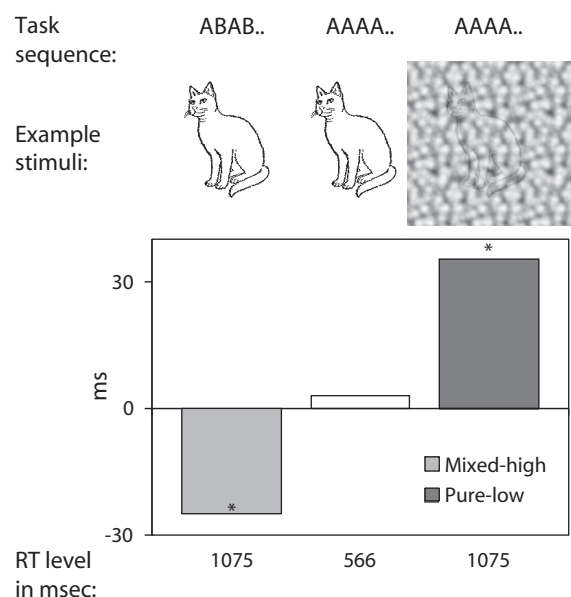 Task sequence: ABAB.. AAAA.. AAAA..
Example stimuli:
ms
30
0
-30
*
*
Mixed-high
Pure-low
RT level in msec: 1075 566 1075